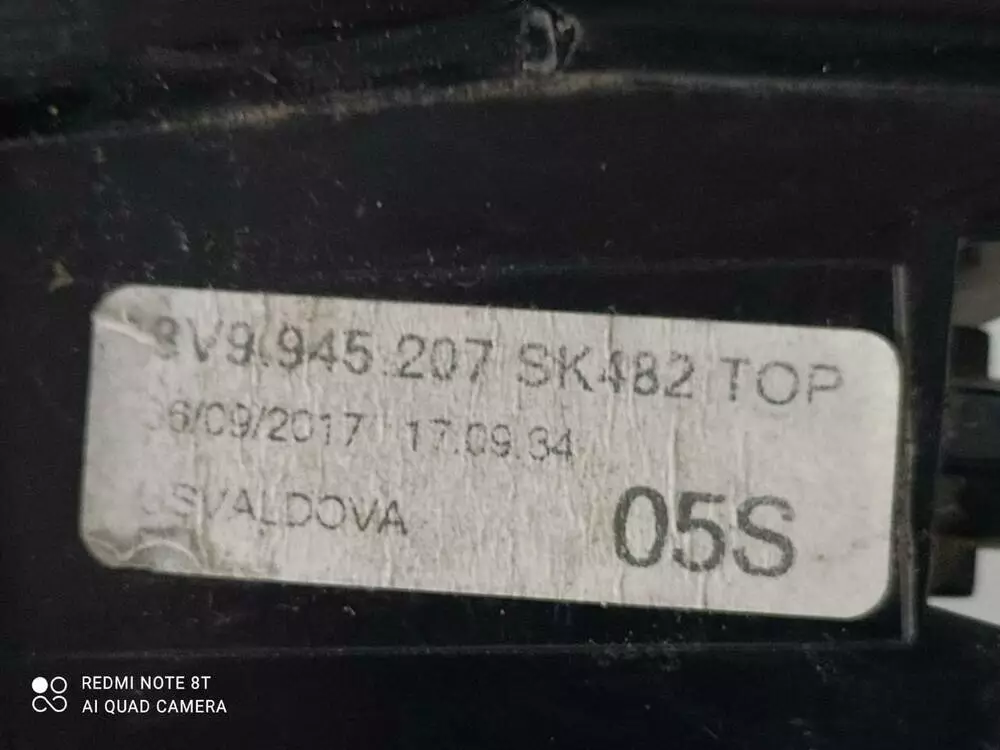 3V9.945.207 SK482 TOP
6/09/2017 17.09.34
SVALDOVA
05S
REDMI NOTE 8T
AI QUAD CAMERA